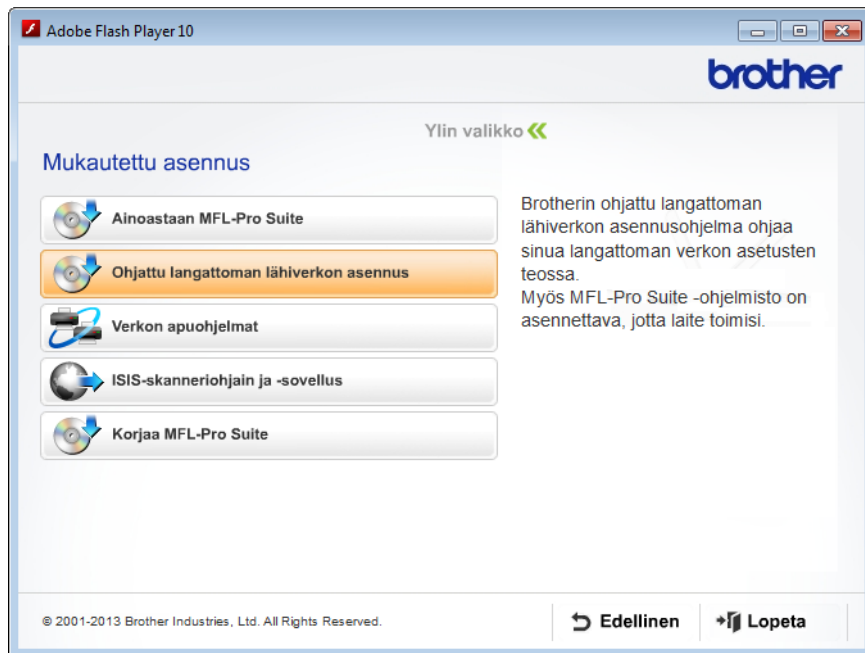 Adobe Flash Player 10
brother
Ylin valikko
Mukautettu asennus
Ainoastaan MFL-Pro Suite
Ohjattu langattoman lähiverkon asennus
Verkon apuohjelmat
ISIS-skanneriohjain ja -sovellus
Korjaa MFL-Pro Suite
Brotherin ohjattu langattoman
lähiverkon asennusohjelma ohjaa
sinua langattoman verkon asetusten
teossa.
Myös MFL-Pro Suite -ohjelmisto on
asennettava, jotta laite toimisi.
© 2001-2013 Brother Industries, Ltd. All Rights Reserved.
Edellinen
Lopeta